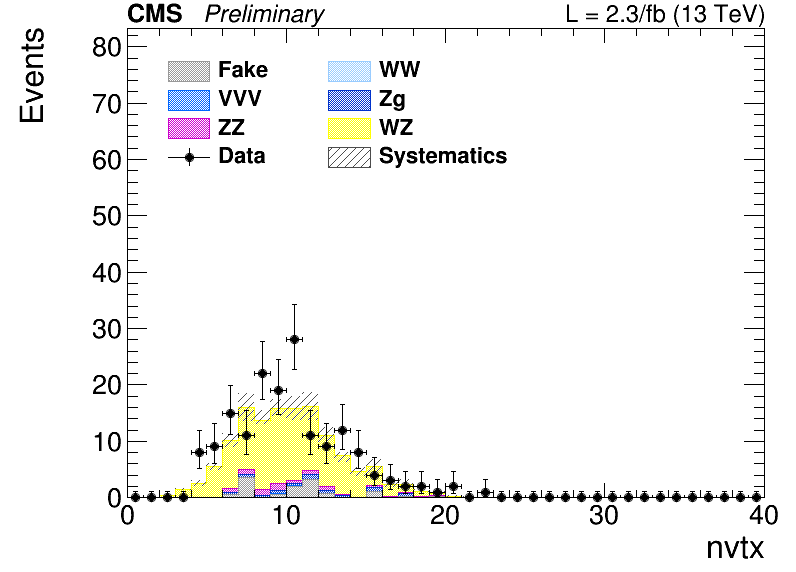 CMS Preliminary L = 2.3/fb (13 TeV)
Events
80
70
60
50
40
30
20
10
0
Fake WW
VVV Zg
ZZ WZ
Data Systematics
0 10 20 30 40
nvtx